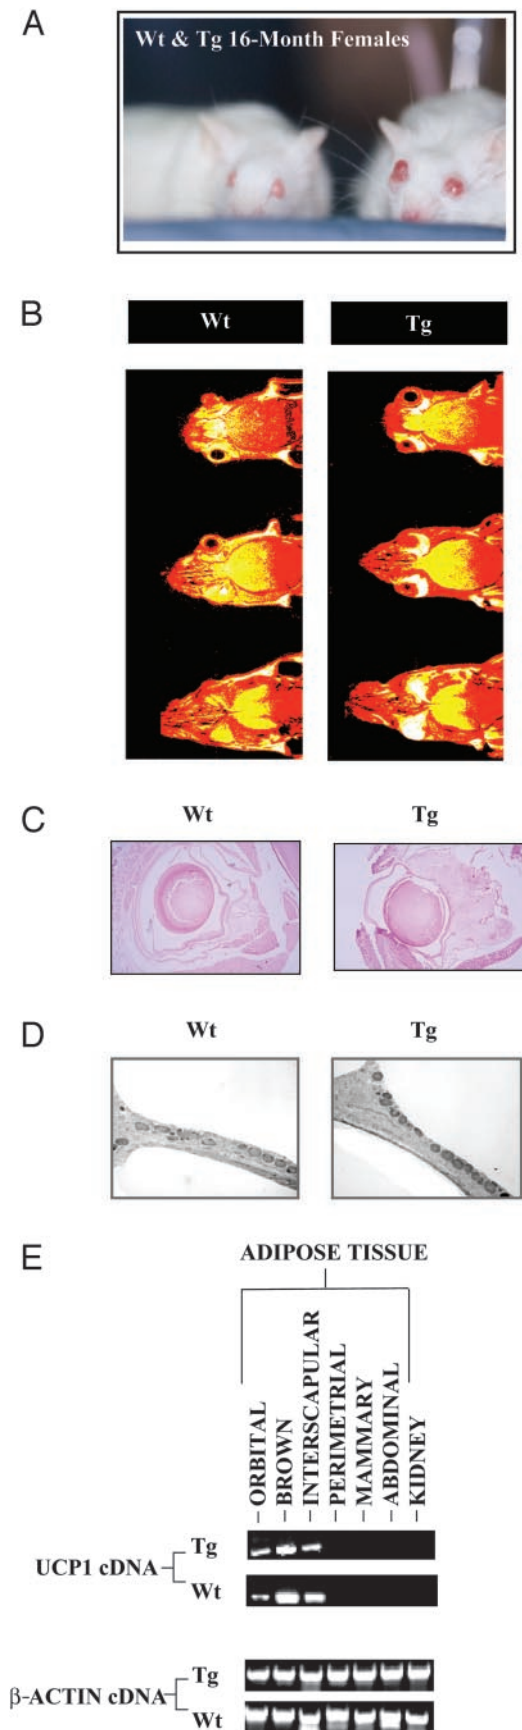 A
Wt & Tg 16-Month Females
B
Wt Tg
C
Wt Tg
D
Wt Tg
E
ADIPOSE TISSUE
ORBITAL
BROWN
INTERSCAPULAR
PERIMETRIAL
MAMMARY
ABDOMINAL
KIDNEY
Tg
UCP1 cDNA
Wt
Tg
β-ACTIN cDNA
Wt